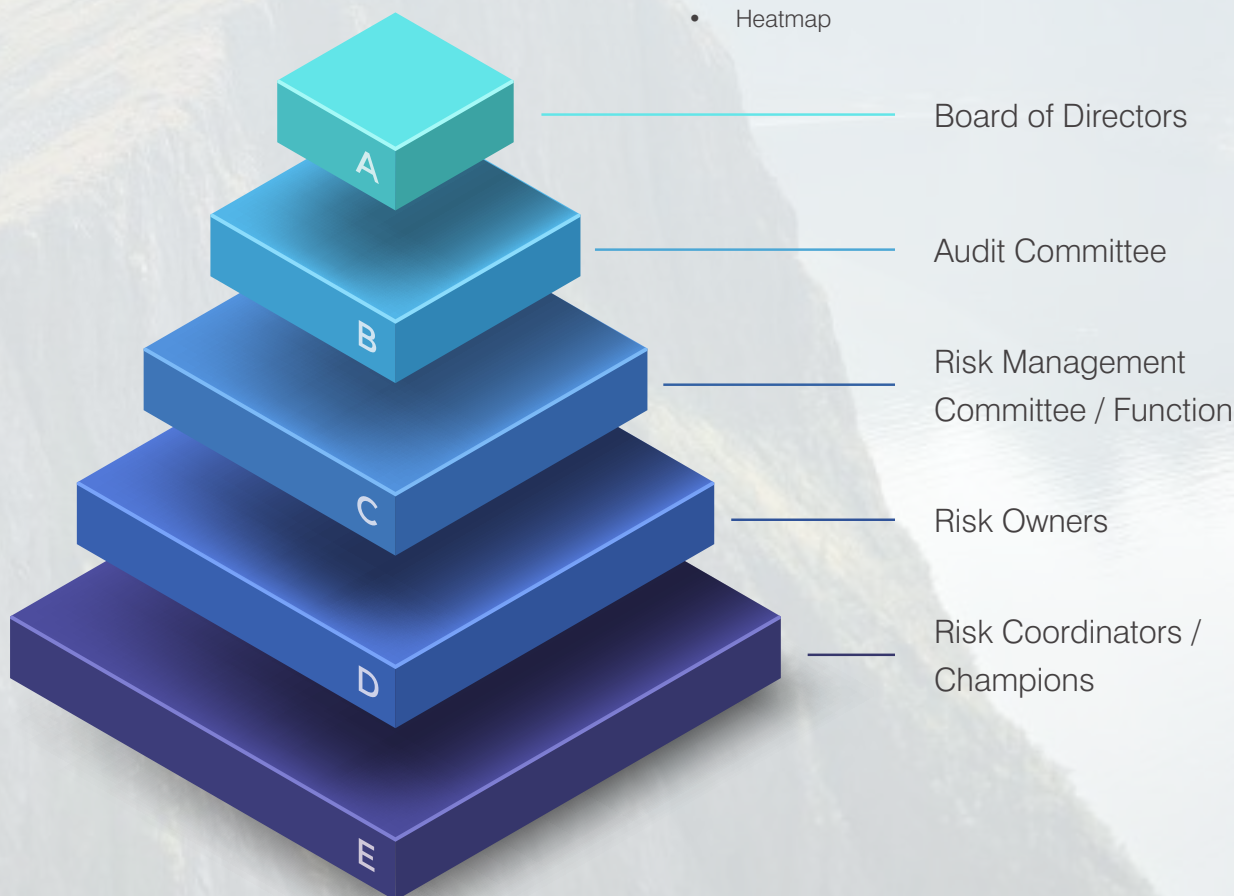 • Heatmap
A
Board of Directors
B
Audit Committee
C
Risk Management
Committee / Function
D
Risk Owners
E
Risk Coordinators /
Champions